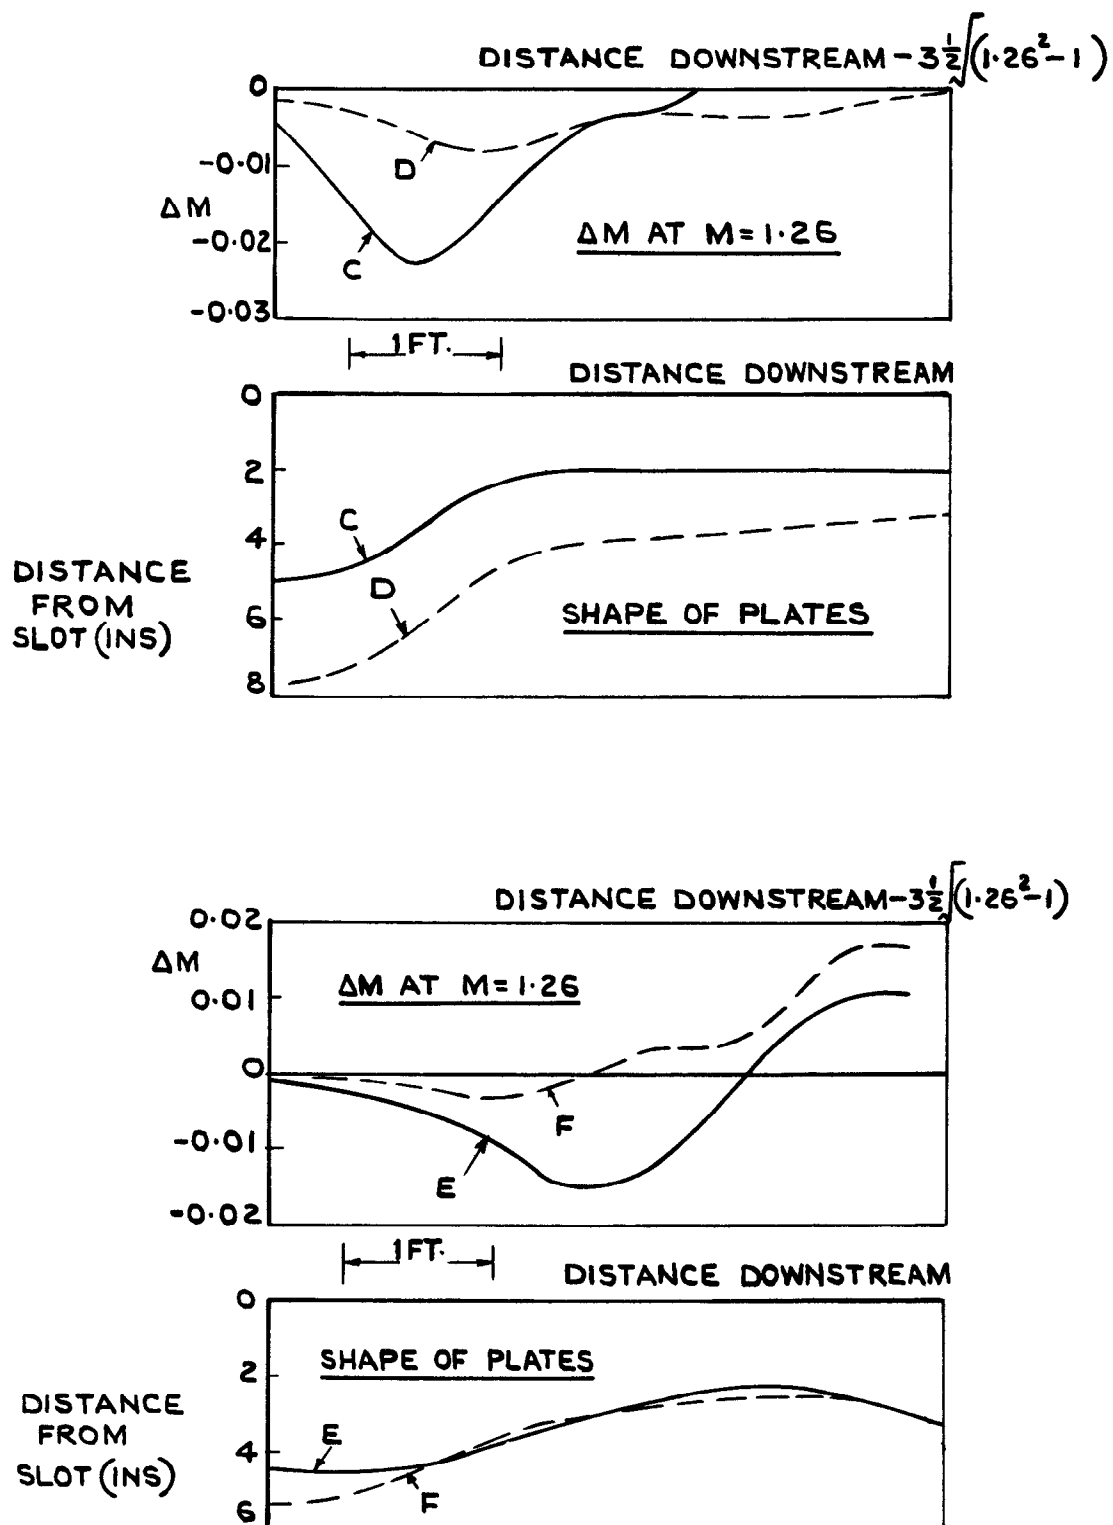 DISTANCE DOWNSTREAM - 3½√(1·26²-1)
0
-0·01
ΔM
-0·02
-0·03
D
C
ΔM AT M=1·26
1FT.
DISTANCE DOWNSTREAM
0
2
4
6
8
DISTANCE
FROM
SLOT (INS)
C
D
SHAPE OF PLATES
DISTANCE DOWNSTREAM-3½√(1·26²-1)
0·02
ΔM
0·01
0
-0·01
-0·02
ΔM AT M=1·26
F
E
1FT.
DISTANCE DOWNSTREAM
0
2
4
6
SHAPE OF PLATES
DISTANCE
FROM
SLOT (INS)
E
F